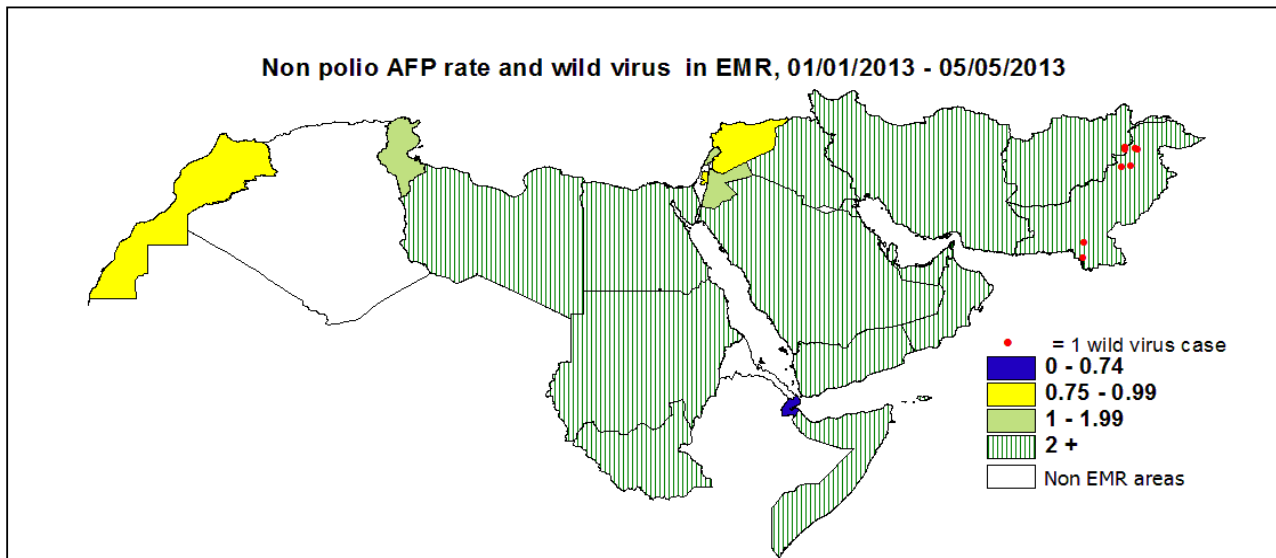 Non polio AFP rate and wild virus in EMR, 01/01/2013 - 05/05/2013
= 1 wild virus case
0 - 0.74
0.75 - 0.99
1 - 1.99
2 +
Non EMR areas